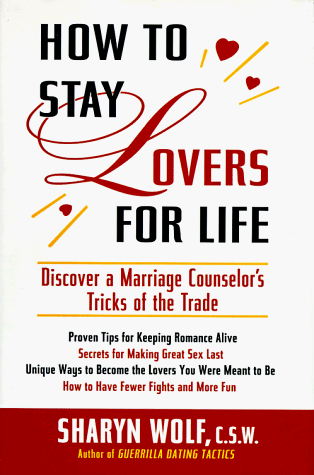 HOW TO
STAY
LOVERS
FOR LIFE
Discover a Marriage Counselor's
Tricks of the Trade
Proven Tips for Keeping Romance Alive
Secrets for Making Great Sex Last
Unique Ways to Become the Lovers You Were Meant to Be
How to Have Fewer Fights and More Fun
SHARYN WOLF, C.S.W.
Author of GUERRILLA DATING TACTICS